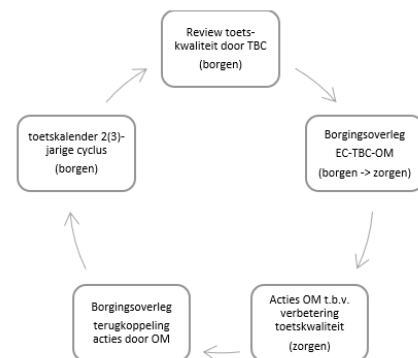 Review toets-
kwaliteit door TBC
(borgen)
Borgingsoverleg
EC-TBC-OM
(borgen -> zorgen)
Acties OM t.b.v.
verbetering
toetskwaliteit
(zorgen)
Borgingsoverleg
terugkoppeling
acties door OM
toetskalender 2(3)-
jarige cyclus
(borgen)